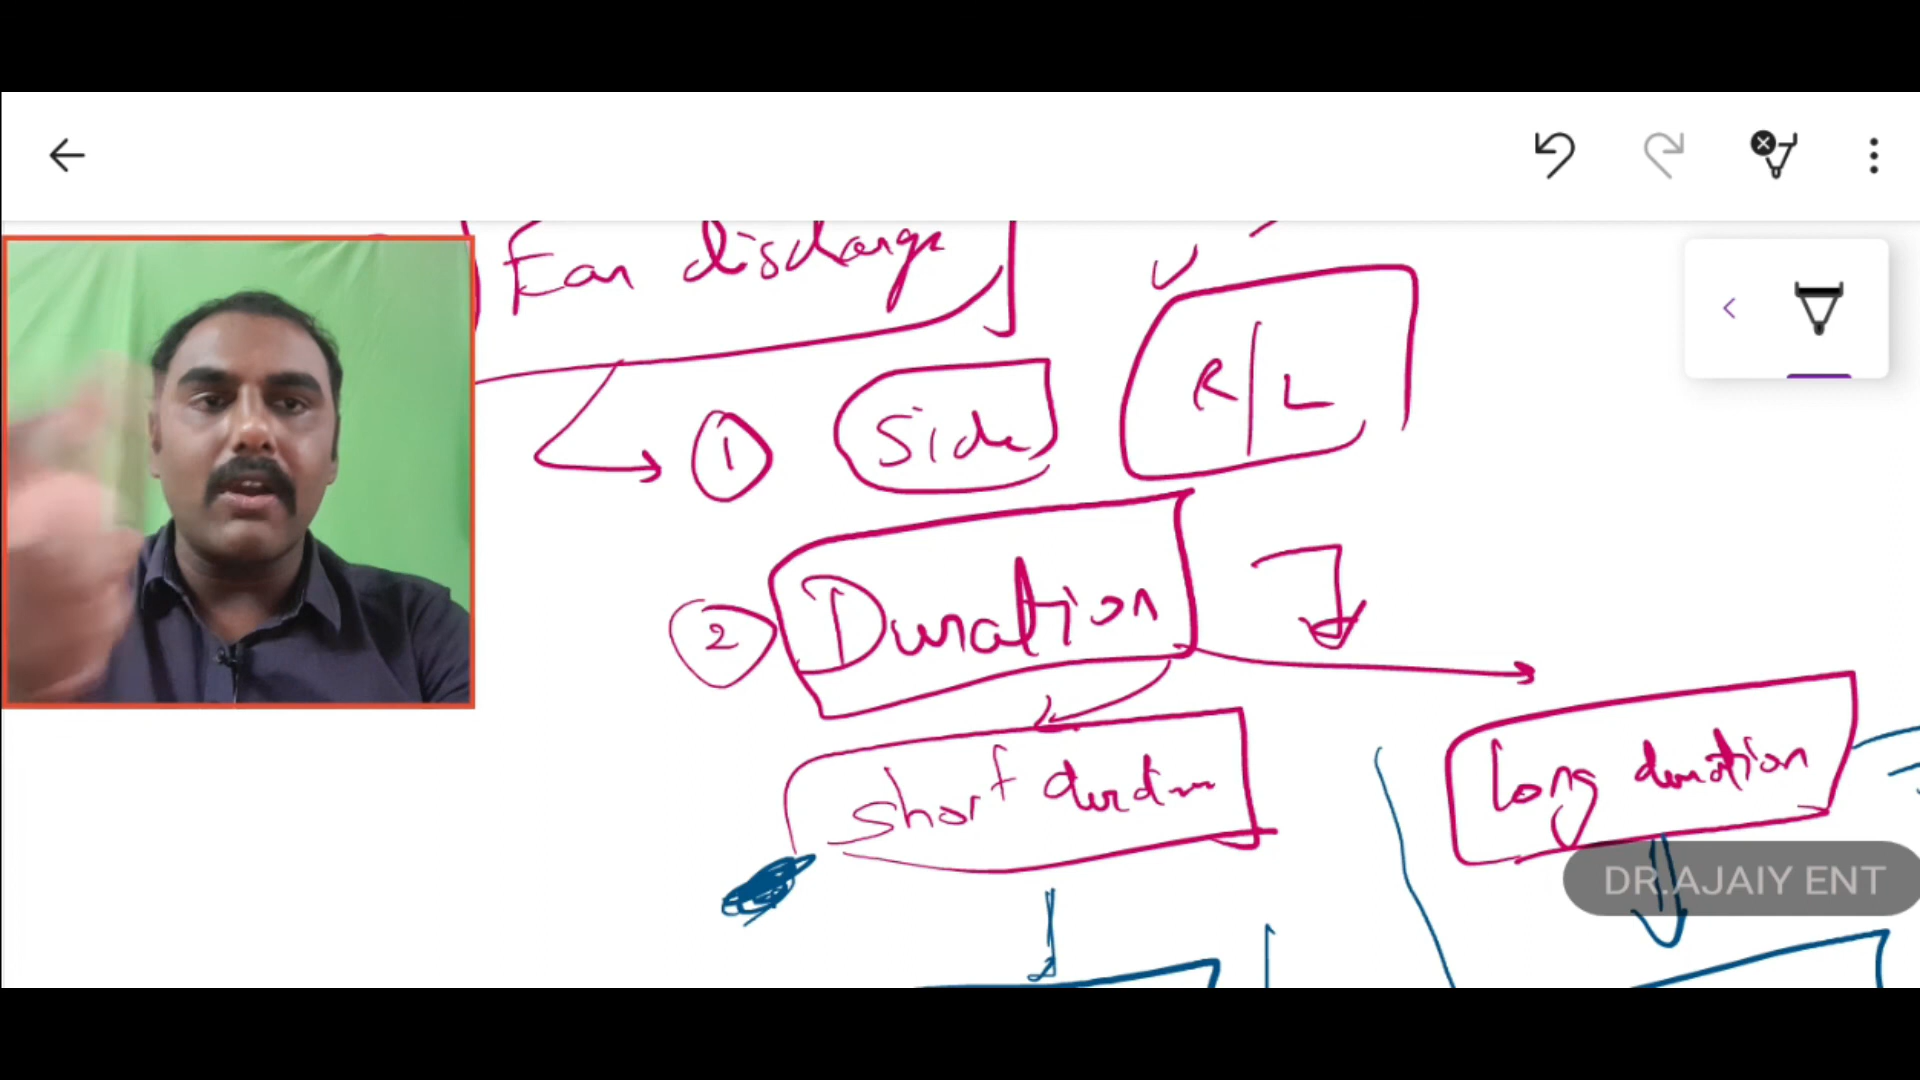 Ear discharge
1 Side R/L
2 Duration
short duration
long duration
DR.AJAIY ENT